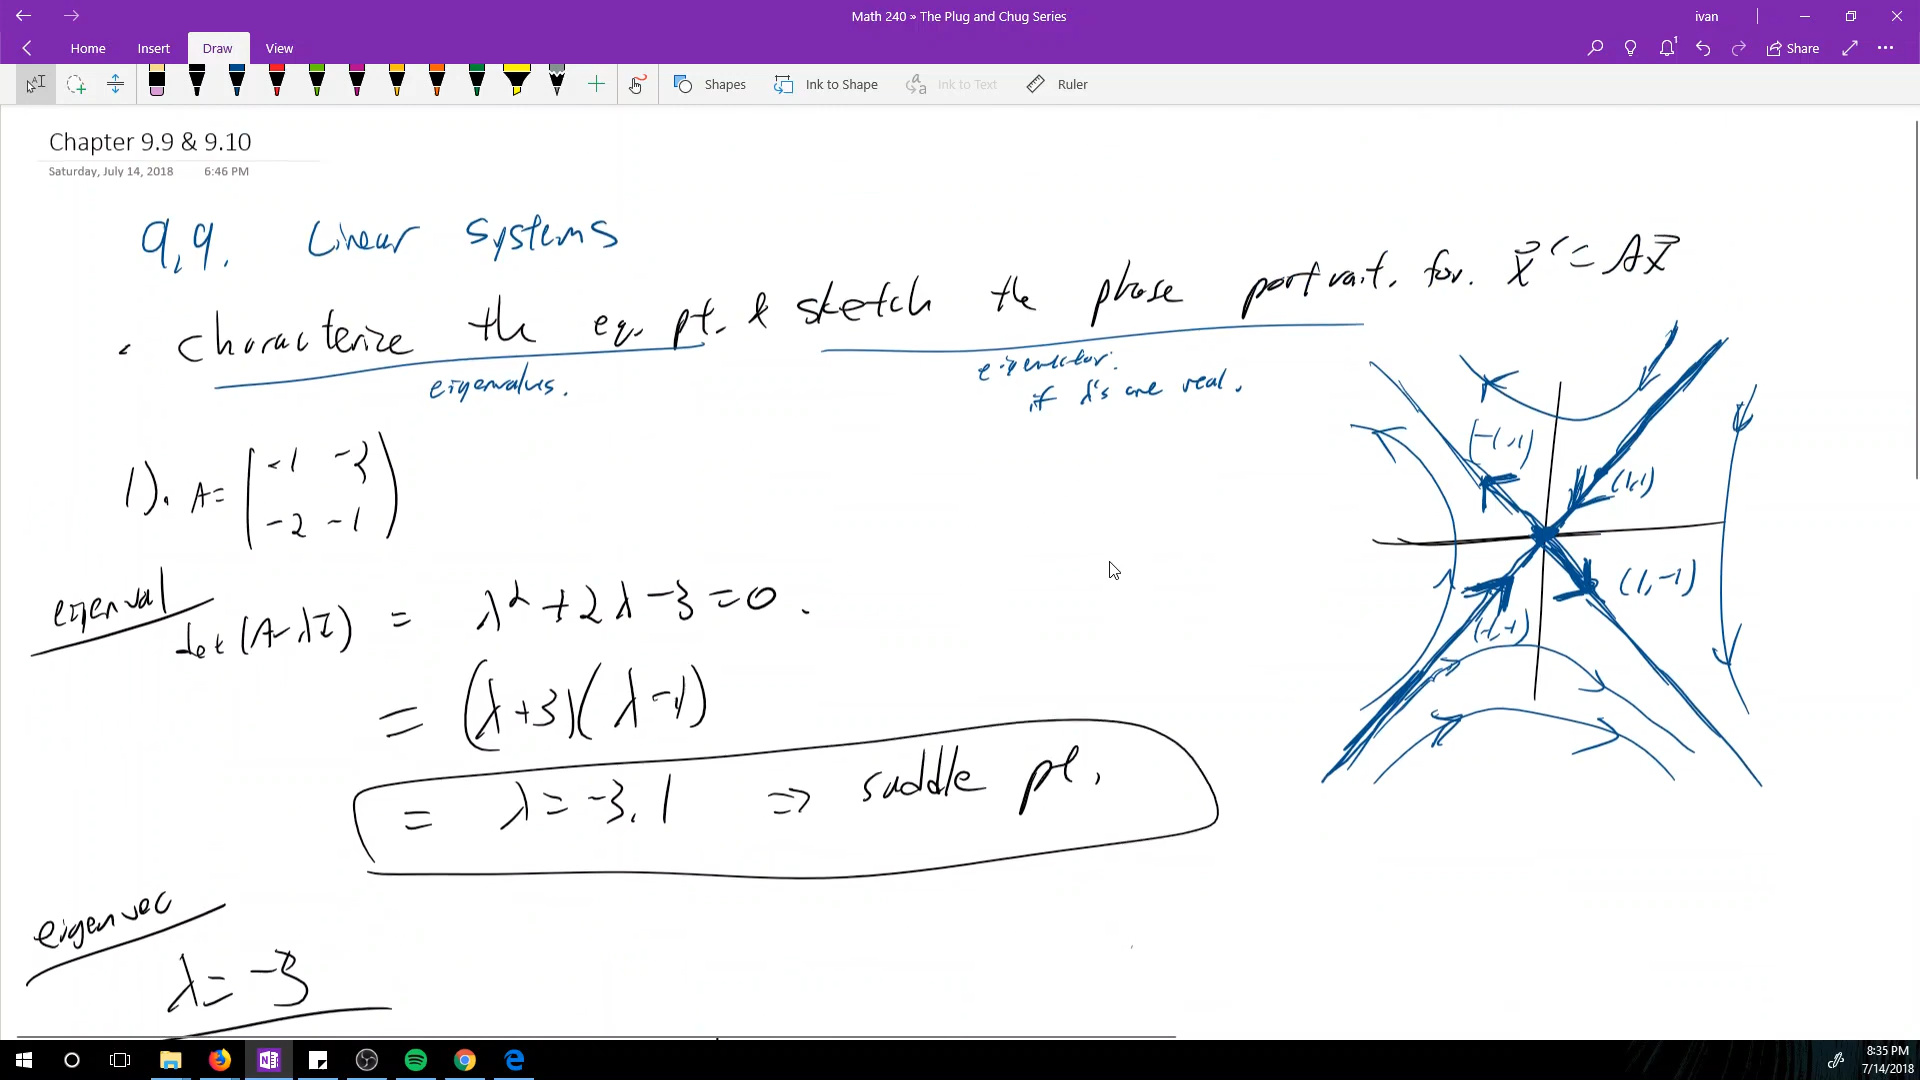 Math 240 » The Plug and Chug Series
ivan
Home Insert Draw View
1
Share
Shapes Ink to Shape Ink to Text Ruler
Chapter 9.9 & 9.10
Saturday, July 14, 2018 6:46 PM
9,9. Linear Systems
• characterize the eq. pt. & sketch the phase portrait. for. x⃗' = Ax⃗
eigenvalues.
eigenvector.
if λ's are real.
1). A = ( -1 -3
-2 -1 )
(-1,1)
(1,1)
(1,-1)
(-1,-1)
eigenval
det (A-λI) = λ² + 2λ - 3 = 0.
= (λ+3)(λ-1)
= λ = -3, 1 ⇒ saddle pt.
eigenvec
λ = -3
8:35 PM
7/14/2018